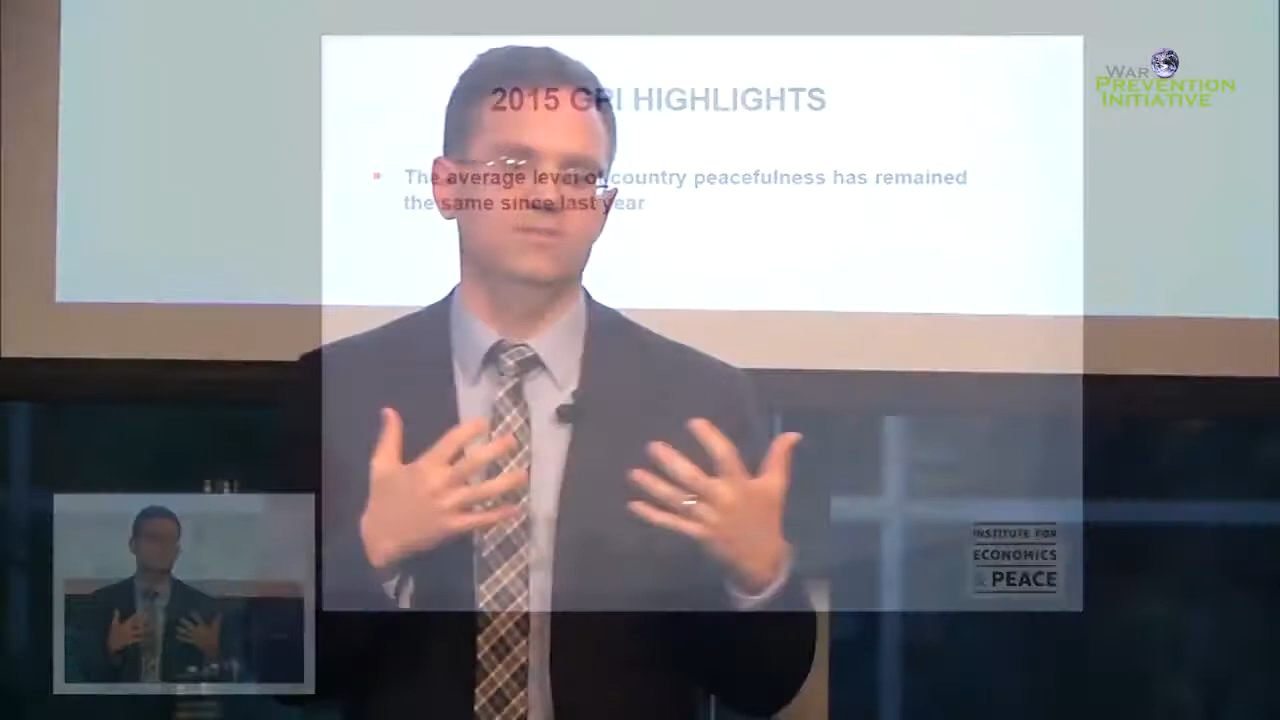 WAR
PREVENTION
INITIATIVE
2015 GPI HIGHLIGHTS
The average level of country peacefulness has remained
the same since last year
INSTITUTE FOR
ECONOMICS
& PEACE